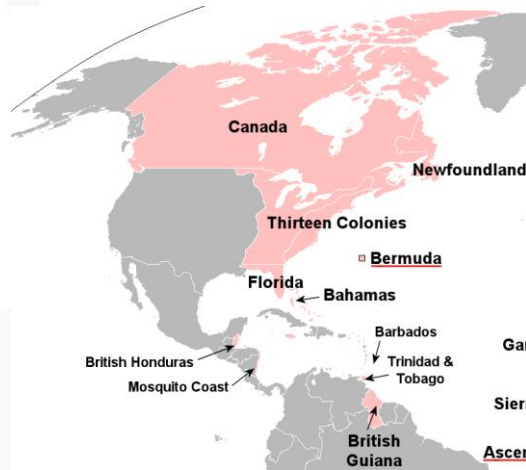 Canada
Newfoundland
Thirteen Colonies
Bermuda
Florida
Bahamas
Barbados
British Honduras
Trinidad &
Tobago
Mosquito Coast
British
Guiana